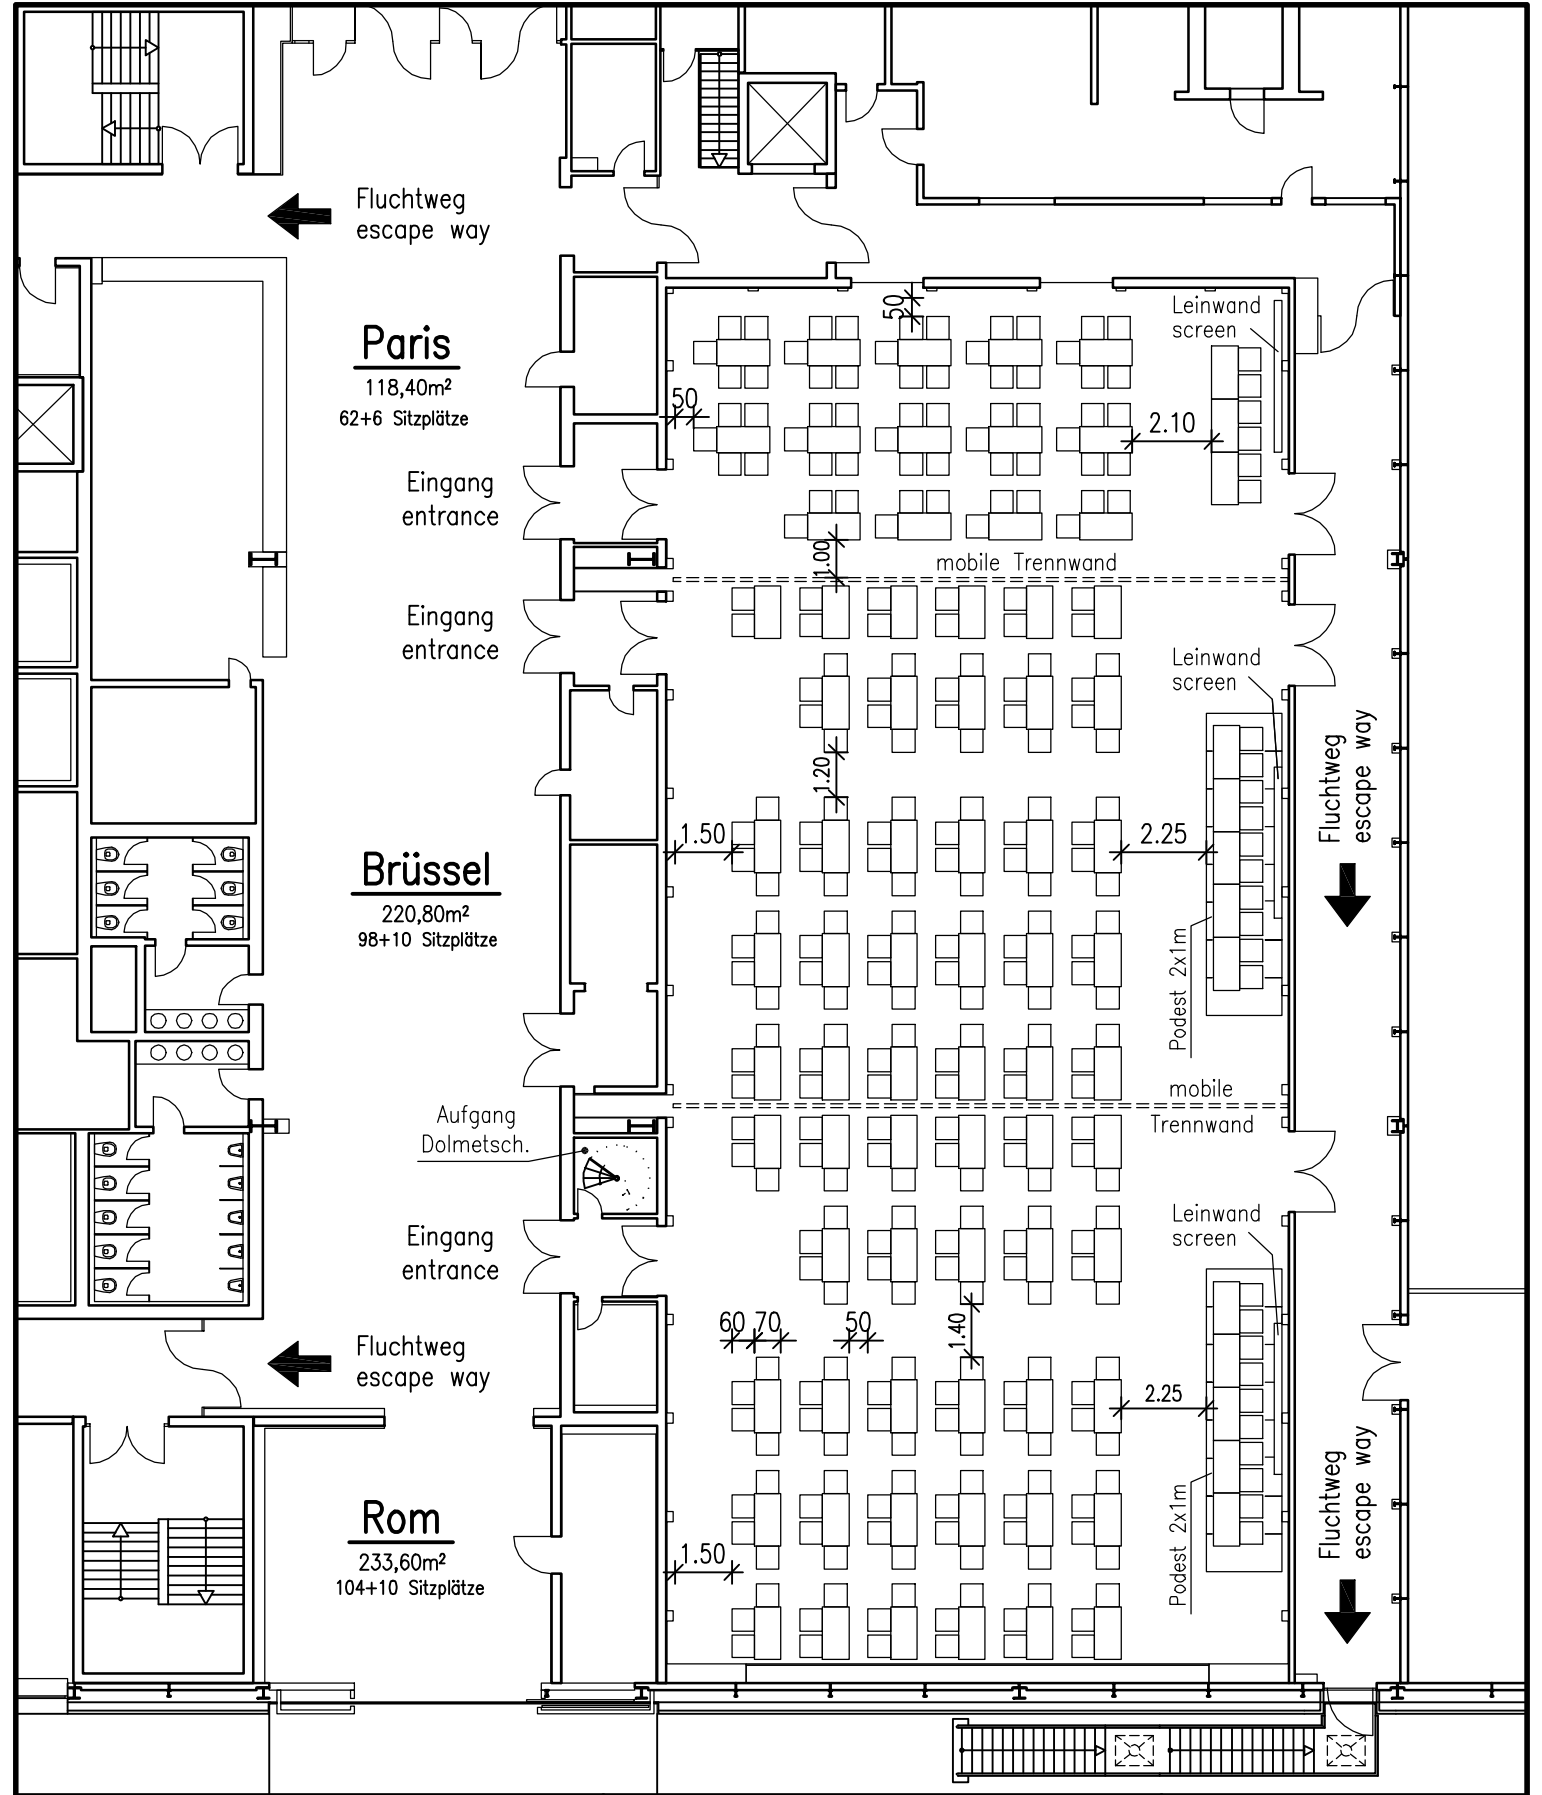 Fluchtweg
escape way
Paris
118,40m²
62+6 Sitzplätze
50
Leinwand
screen
50
2.10
Eingang
entrance
1.00
mobile Trennwand
Eingang
entrance
Leinwand
screen
1.20
Fluchtweg
escape way
1.50
2.25
Brüssel
220,80m²
98+10 Sitzplätze
Podest 2x1m
mobile
Trennwand
Aufgang
Dolmetsch.
Eingang
entrance
Leinwand
screen
60
70
50
1.40
Fluchtweg
escape way
2.25
Fluchtweg
escape way
Podest 2x1m
Rom
233,60m²
104+10 Sitzplätze
1.50